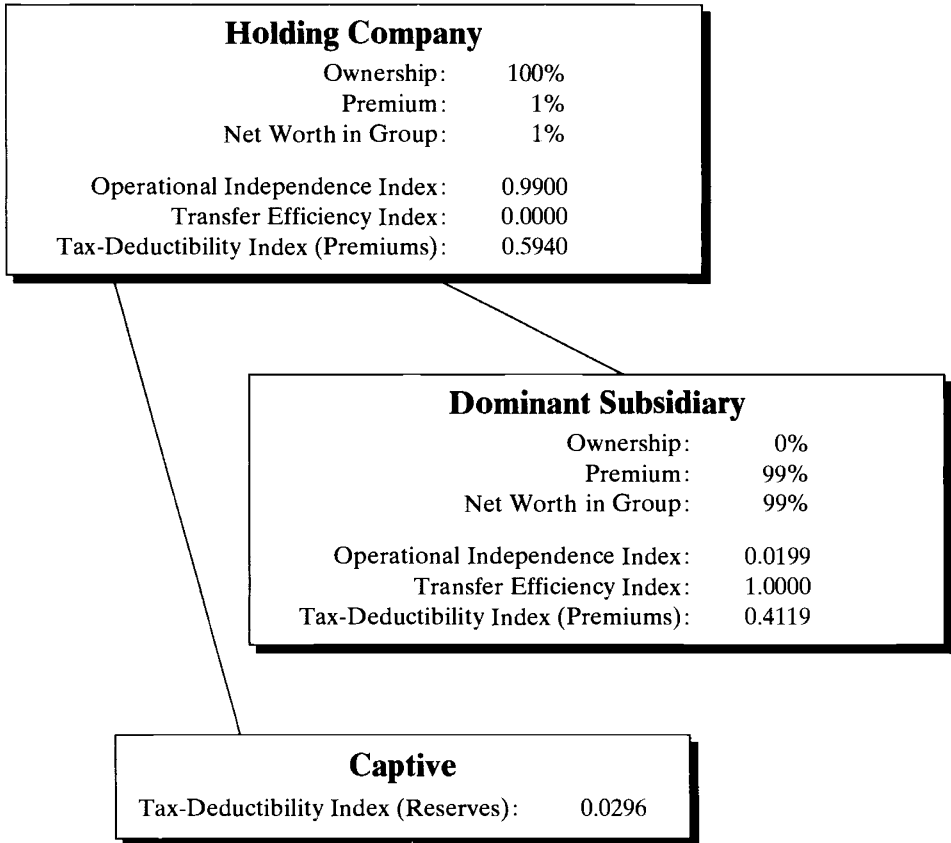 Holding Company
Ownership: 100%
Premium: 1%
Net Worth in Group: 1%
Operational Independence Index: 0.9900
Transfer Efficiency Index: 0.0000
Tax-Deductibility Index (Premiums): 0.5940
Dominant Subsidiary
Ownership: 0%
Premium: 99%
Net Worth in Group: 99%
Operational Independence Index: 0.0199
Transfer Efficiency Index: 1.0000
Tax-Deductibility Index (Premiums): 0.4119
Captive
Tax-Deductibility Index (Reserves): 0.0296